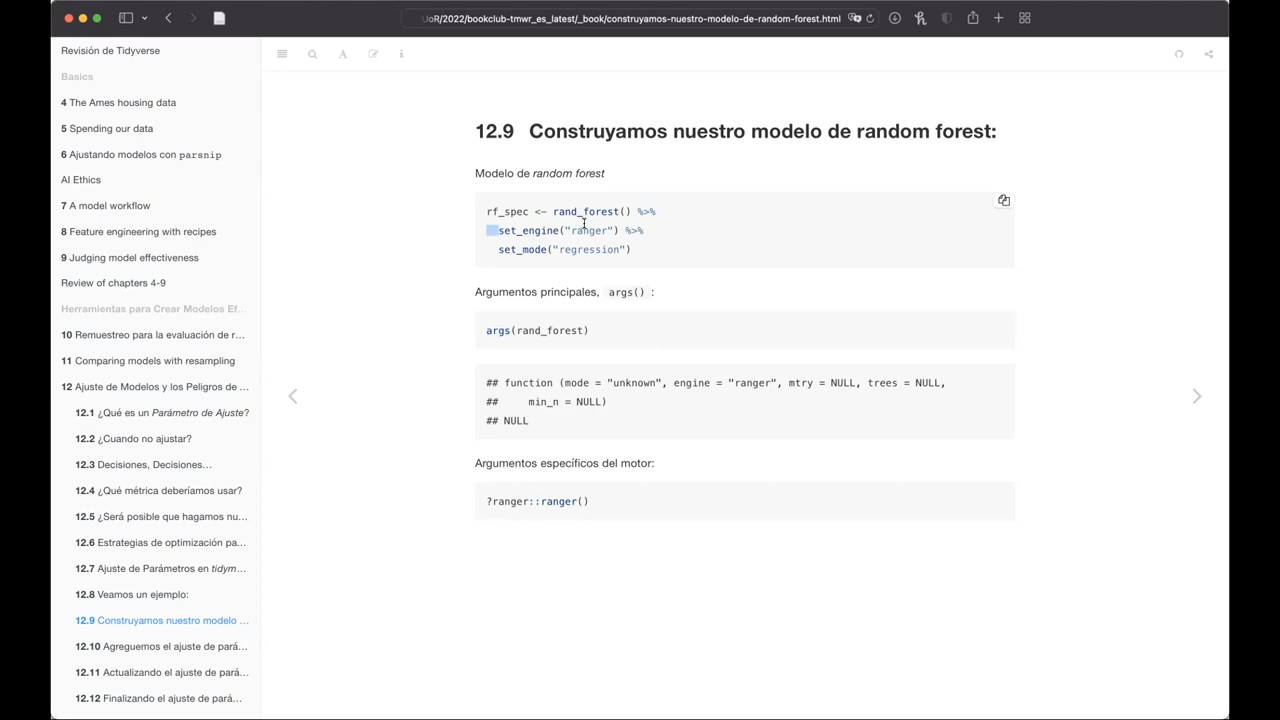 UoR/2022/bookclub-tmwr_es_latest/_book/construyamos-nuestro-modelo-de-random-forest.html
Revisión de Tidyverse
Basics
4 The Ames housing data
5 Spending our data
6 Ajustando modelos con parsnip
AI Ethics
7 A model workflow
8 Feature engineering with recipes
9 Judging model effectiveness
Review of chapters 4-9
Herramientas para Crear Modelos Ef...
10 Remuestreo para la evaluación de r...
11 Comparing models with resampling
12 Ajuste de Modelos y los Peligros de ...
12.1 ¿Qué es un Parámetro de Ajuste?
12.2 ¿Cuando no ajustar?
12.3 Decisiones, Decisiones...
12.4 ¿Qué métrica deberíamos usar?
12.5 ¿Será posible que hagamos nu...
12.6 Estrategias de optimización pa...
12.7 Ajuste de Parámetros en tidym...
12.8 Veamos un ejemplo:
12.9 Construyamos nuestro modelo ...
12.10 Agreguemos el ajuste de pará...
12.11 Actualizando el ajuste de pará...
12.12 Finalizando el ajuste de pará...
12.9 Construyamos nuestro modelo de random forest:
Modelo de random forest
rf_spec <- rand_forest() %>%
set_engine("ranger") %>%
set_mode("regression")
Argumentos principales, args() :
args(rand_forest)
## function (mode = "unknown", engine = "ranger", mtry = NULL, trees = NULL,
## min_n = NULL)
## NULL
Argumentos específicos del motor:
?ranger::ranger()